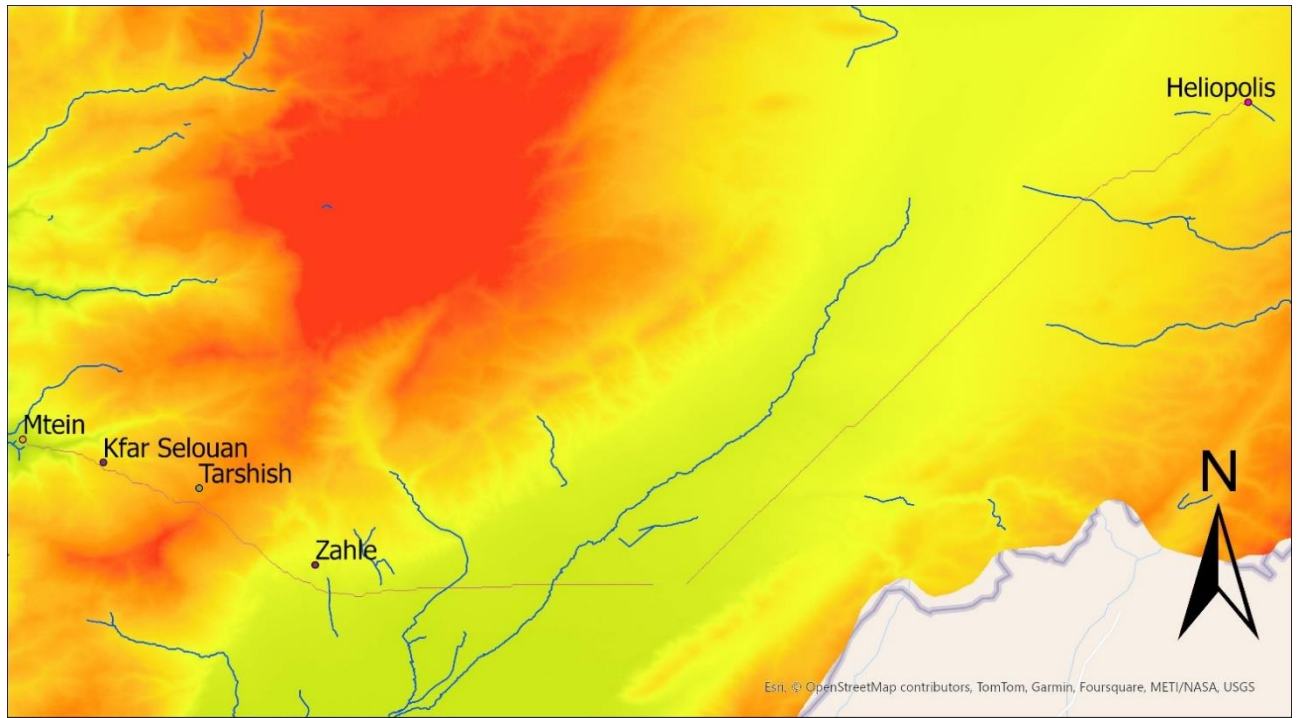 Heliopolis
Mtein
Kfar Selouan
Tarshish
Zahle
N
Esri, © OpenStreetMap contributors, TomTom, Garmin, Foursquare, METI/NASA, USGS